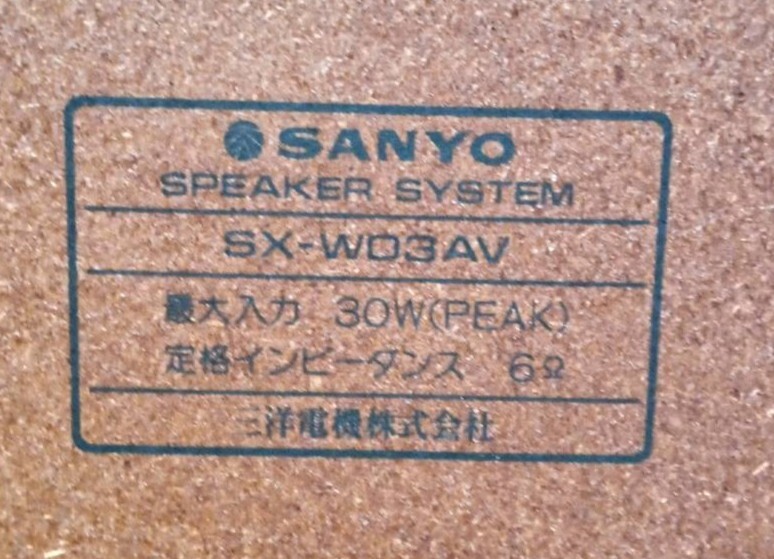 SANYO
SPEAKER SYSTEM
SX-WD3AV
最大入力 30W(PEAK)
定格インピーダンス 6Ω
三洋電機株式会社